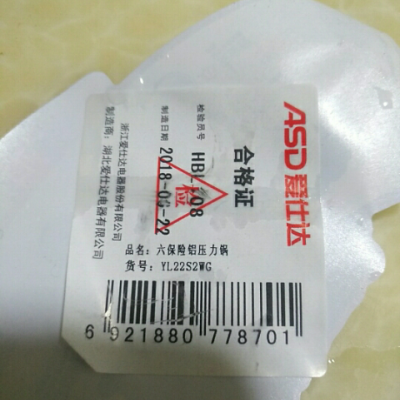 ASD 爱仕达
合格证
检验员号 HBL-208
检
制造日期 2018-06-22
浙江爱仕达电器股份有限公司
制造商：湖北爱仕达电器有限公司
品名：六保险铝压力锅
货号：YL22S2WG
6 921880 778701